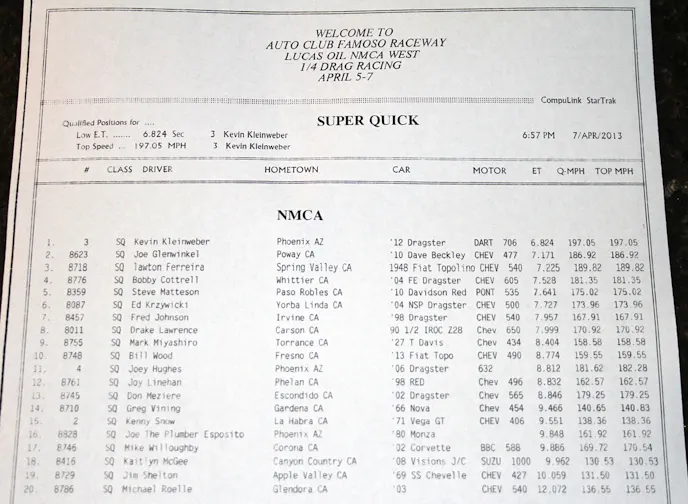 WELCOME TO
AUTO CLUB FAMOSO RACEWAY
LUCAS OIL NMCA WEST
1/4 DRAG RACING
APRIL 5-7
CompuLink StarTrak
Qualified Positions for ....
SUPER QUICK
Low E.T. ...... 6.824 Sec 3 Kevin Kleinweber 6:57 PM 7/APR/2013
Top Speed ... 197.05 MPH 3 Kevin Kleinweber
# CLASS DRIVER HOMETOWN CAR MOTOR ET Q-MPH TOP MPH
NMCA
1. 3 SQ Kevin Kleinweber Phoenix AZ '12 Dragster DART 706 6.824 197.05 197.05
2. 8623 SQ Joe Glenwinkel Poway CA '10 Dave Beckley CHEV 477 7.171 186.92 186.92
3. 8718 SQ lawton Ferreira Spring Valley CA 1948 Fiat Topolino CHEV 540 7.225 189.82 189.82
4. 8776 SQ Bobby Cottrell Whittier CA '04 FE Dragster CHEV 605 7.528 181.35 181.35
5. 8359 SQ Steve Matteson Paso Robles CA '10 Davidson Red PONT 535 7.641 175.02 175.02
6. 8087 SQ Ed Krzywicki Yorba Linda CA '04 NSP Dragster CHEV 500 7.727 173.96 173.96
7. 8457 SQ Fred Johnson Irvine CA '98 Dragster CHEV 540 7.957 167.91 167.91
8. 8011 SQ Drake Lawrence Carson CA 90 1/2 IROC Z28 Chev 650 7.999 170.92 170.92
9. 8755 SQ Mark Miyashiro Torrance CA '27 T Davis Chev 434 8.404 158.58 158.58
10. 8748 SQ Bill Wood Fresno CA '13 Fiat Topo CHEV 490 8.774 159.55 159.55
11. 4 SQ Joey Hughes Phoenix AZ '06 Dragster 632 8.812 181.62 182.28
12. 8761 SQ Joy Linehan Phelan CA '98 RED Chev 496 8.832 162.57 162.57
13. 8745 SQ Don Meziere Escondido CA '02 Dragster Chev 565 8.846 179.25 179.25
14. 8710 SQ Greg Vining Gardena CA '66 Nova Chev 454 9.466 140.65 140.83
15. 2 SQ Kenny Snow La Habra CA '71 Vega GT CHEV 406 9.551 138.36 138.36
16. 8828 SQ Joe The Plumber Esposito Phoenix AZ '80 Monza 9.848 161.92 161.92
17. 8746 SQ Mike Willoughby Corona CA '02 Corvette BBC 588 9.886 169.72 170.54
18. 8416 SQ Kaitlyn McGee Canyon Country CA '08 Visions J/C SUZU 1000 9.962 130.53 130.53
19. 8729 SQ Jim Shelton Apple Valley CA '69 SS Chevelle CHEV 427 10.059 131.50 131.50
20. 8786 SQ Michael Roelle Glendora CA '03 CHEV 540 12.072 136.55 136.55